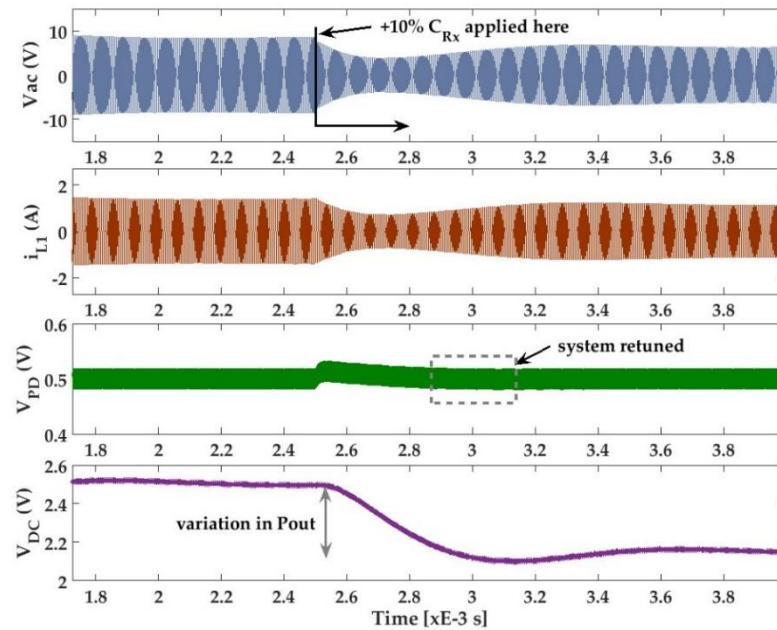 +10% C_Rx applied here
Vac (V)
10
0
-10
1.8 2 2.2 2.4 2.6 2.8 3 3.2 3.4 3.6 3.8
i_L1 (A)
2
0
-2
1.8 2 2.2 2.4 2.6 2.8 3 3.2 3.4 3.6 3.8
system retuned
V_PD (V)
0.6
0.5
0.4
1.8 2 2.2 2.4 2.6 2.8 3 3.2 3.4 3.6 3.8
V_DC (V)
2.6
2.4
2.2
2
variation in Pout
1.8 2 2.2 2.4 2.6 2.8 3 3.2 3.4 3.6 3.8
Time [xE-3 s]